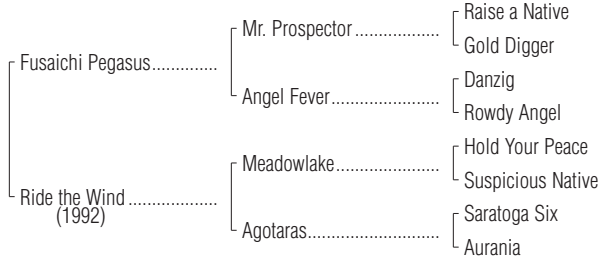 Raise a Native
Mr. Prospector ..................
Gold Digger
Fusaichi Pegasus..............
Danzig
Angel Fever.......................
Rowdy Angel
Hold Your Peace
Meadowlake ......................
Suspicious Native
Ride the Wind ...................
(1992)
Saratoga Six
Agotaras............................
Aurania